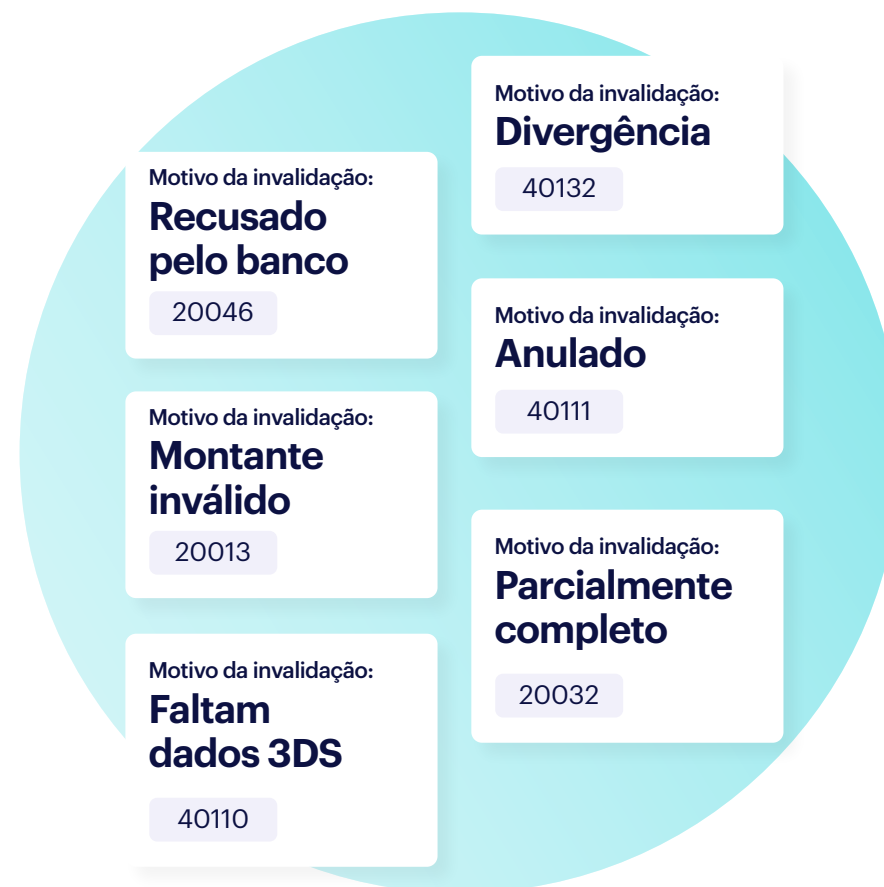 Motivo da invalidação:
Recusado
pelo banco
20046
Motivo da invalidação:
Montante
inválido
20013
Motivo da invalidação:
Faltam
dados 3DS
40110
Motivo da invalidação:
Divergência
40132
Motivo da invalidação:
Anulado
40111
Motivo da invalidação:
Parcialmente
completo
20032